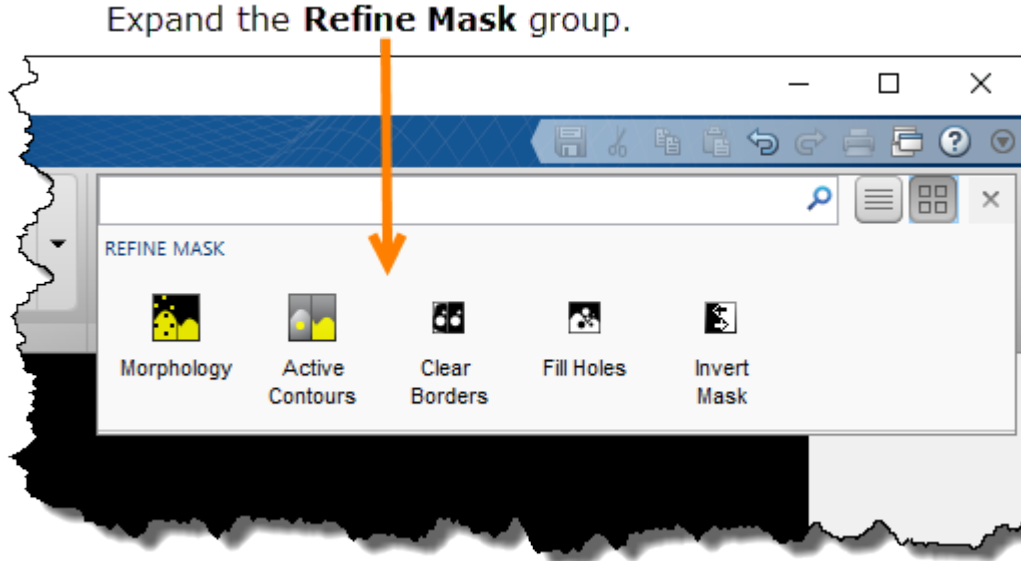 Expand the Refine Mask group.
REFINE MASK
Morphology
Active
Contours
Clear
Borders
Fill Holes
Invert
Mask